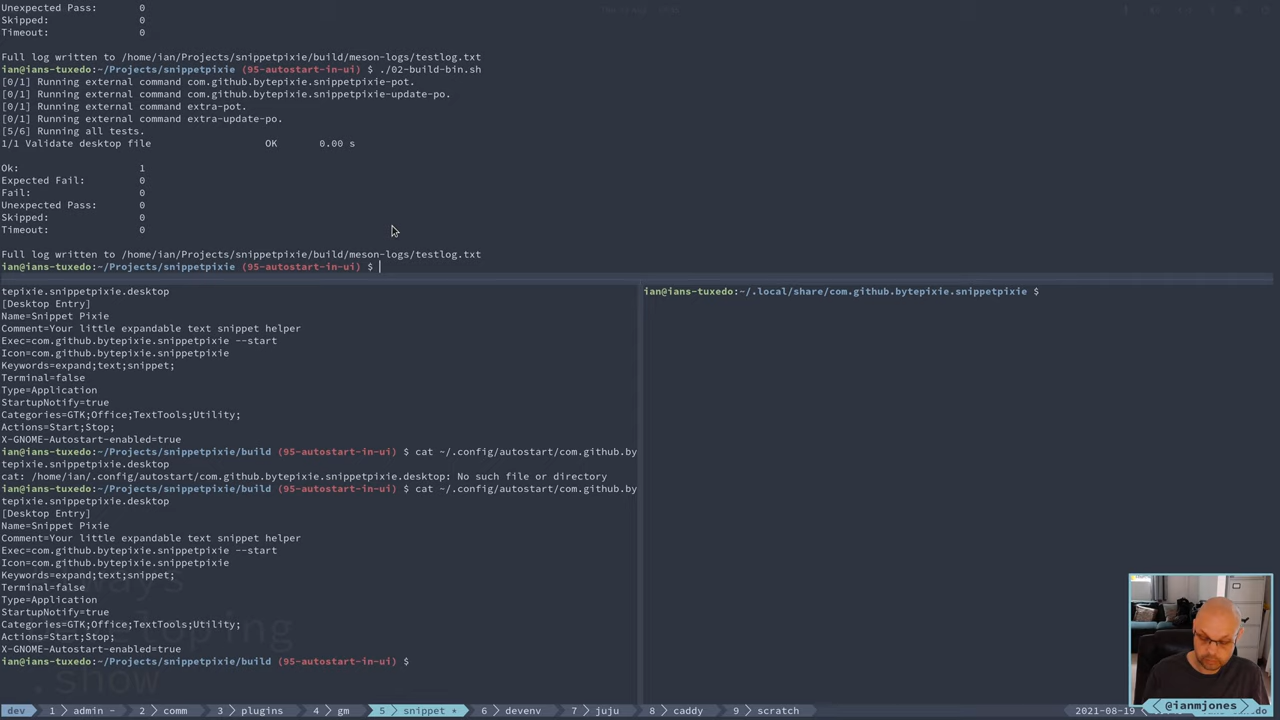 Unexpected Pass: 0
Skipped: 0
Timeout: 0
Full log written to /home/ian/Projects/snippetpixie/build/meson-logs/testlog.txt
ian@ians-tuxedo:~/Projects/snippetpixie (95-autostart-in-ui) $ ./02-build-bin.sh
[0/1] Running external command com.github.bytepixie.snippetpixie-pot.
[0/1] Running external command com.github.bytepixie.snippetpixie-update-po.
[0/1] Running external command extra-pot.
[0/1] Running external command extra-update-po.
[5/6] Running all tests.
1/1 Validate desktop file OK 0.00 s
Ok: 1
Expected Fail: 0
Fail: 0
Unexpected Pass: 0
Skipped: 0
Timeout: 0
Full log written to /home/ian/Projects/snippetpixie/build/meson-logs/testlog.txt
ian@ians-tuxedo:~/Projects/snippetpixie (95-autostart-in-ui) $
tepixie.snippetpixie.desktop
[Desktop Entry]
Name=Snippet Pixie
Comment=Your little expandable text snippet helper
Exec=com.github.bytepixie.snippetpixie --start
Icon=com.github.bytepixie.snippetpixie
Keywords=expand;text;snippet;
Terminal=false
Type=Application
StartupNotify=true
Categories=GTK;Office;TextTools;Utility;
Actions=Start;Stop;
X-GNOME-Autostart-enabled=true
ian@ians-tuxedo:~/Projects/snippetpixie/build (95-autostart-in-ui) $ cat ~/.config/autostart/com.github.by
tepixie.snippetpixie.desktop
cat: /home/ian/.config/autostart/com.github.bytepixie.snippetpixie.desktop: No such file or directory
ian@ians-tuxedo:~/Projects/snippetpixie/build (95-autostart-in-ui) $ cat ~/.config/autostart/com.github.by
tepixie.snippetpixie.desktop
[Desktop Entry]
Name=Snippet Pixie
Comment=Your little expandable text snippet helper
Exec=com.github.bytepixie.snippetpixie --start
Icon=com.github.bytepixie.snippetpixie
Keywords=expand;text;snippet;
Terminal=false
Type=Application
StartupNotify=true
Categories=GTK;Office;TextTools;Utility;
Actions=Start;Stop;
X-GNOME-Autostart-enabled=true
ian@ians-tuxedo:~/Projects/snippetpixie/build (95-autostart-in-ui) $
ian@ians-tuxedo:~/.local/share/com.github.bytepixie.snippetpixie $
.show
@ianmjones
dev 1 admin - 2 comm 3 plugins 4 gm 5 snippet * 6 devenv 7 juju 8 caddy 9 scratch 2021-08-19